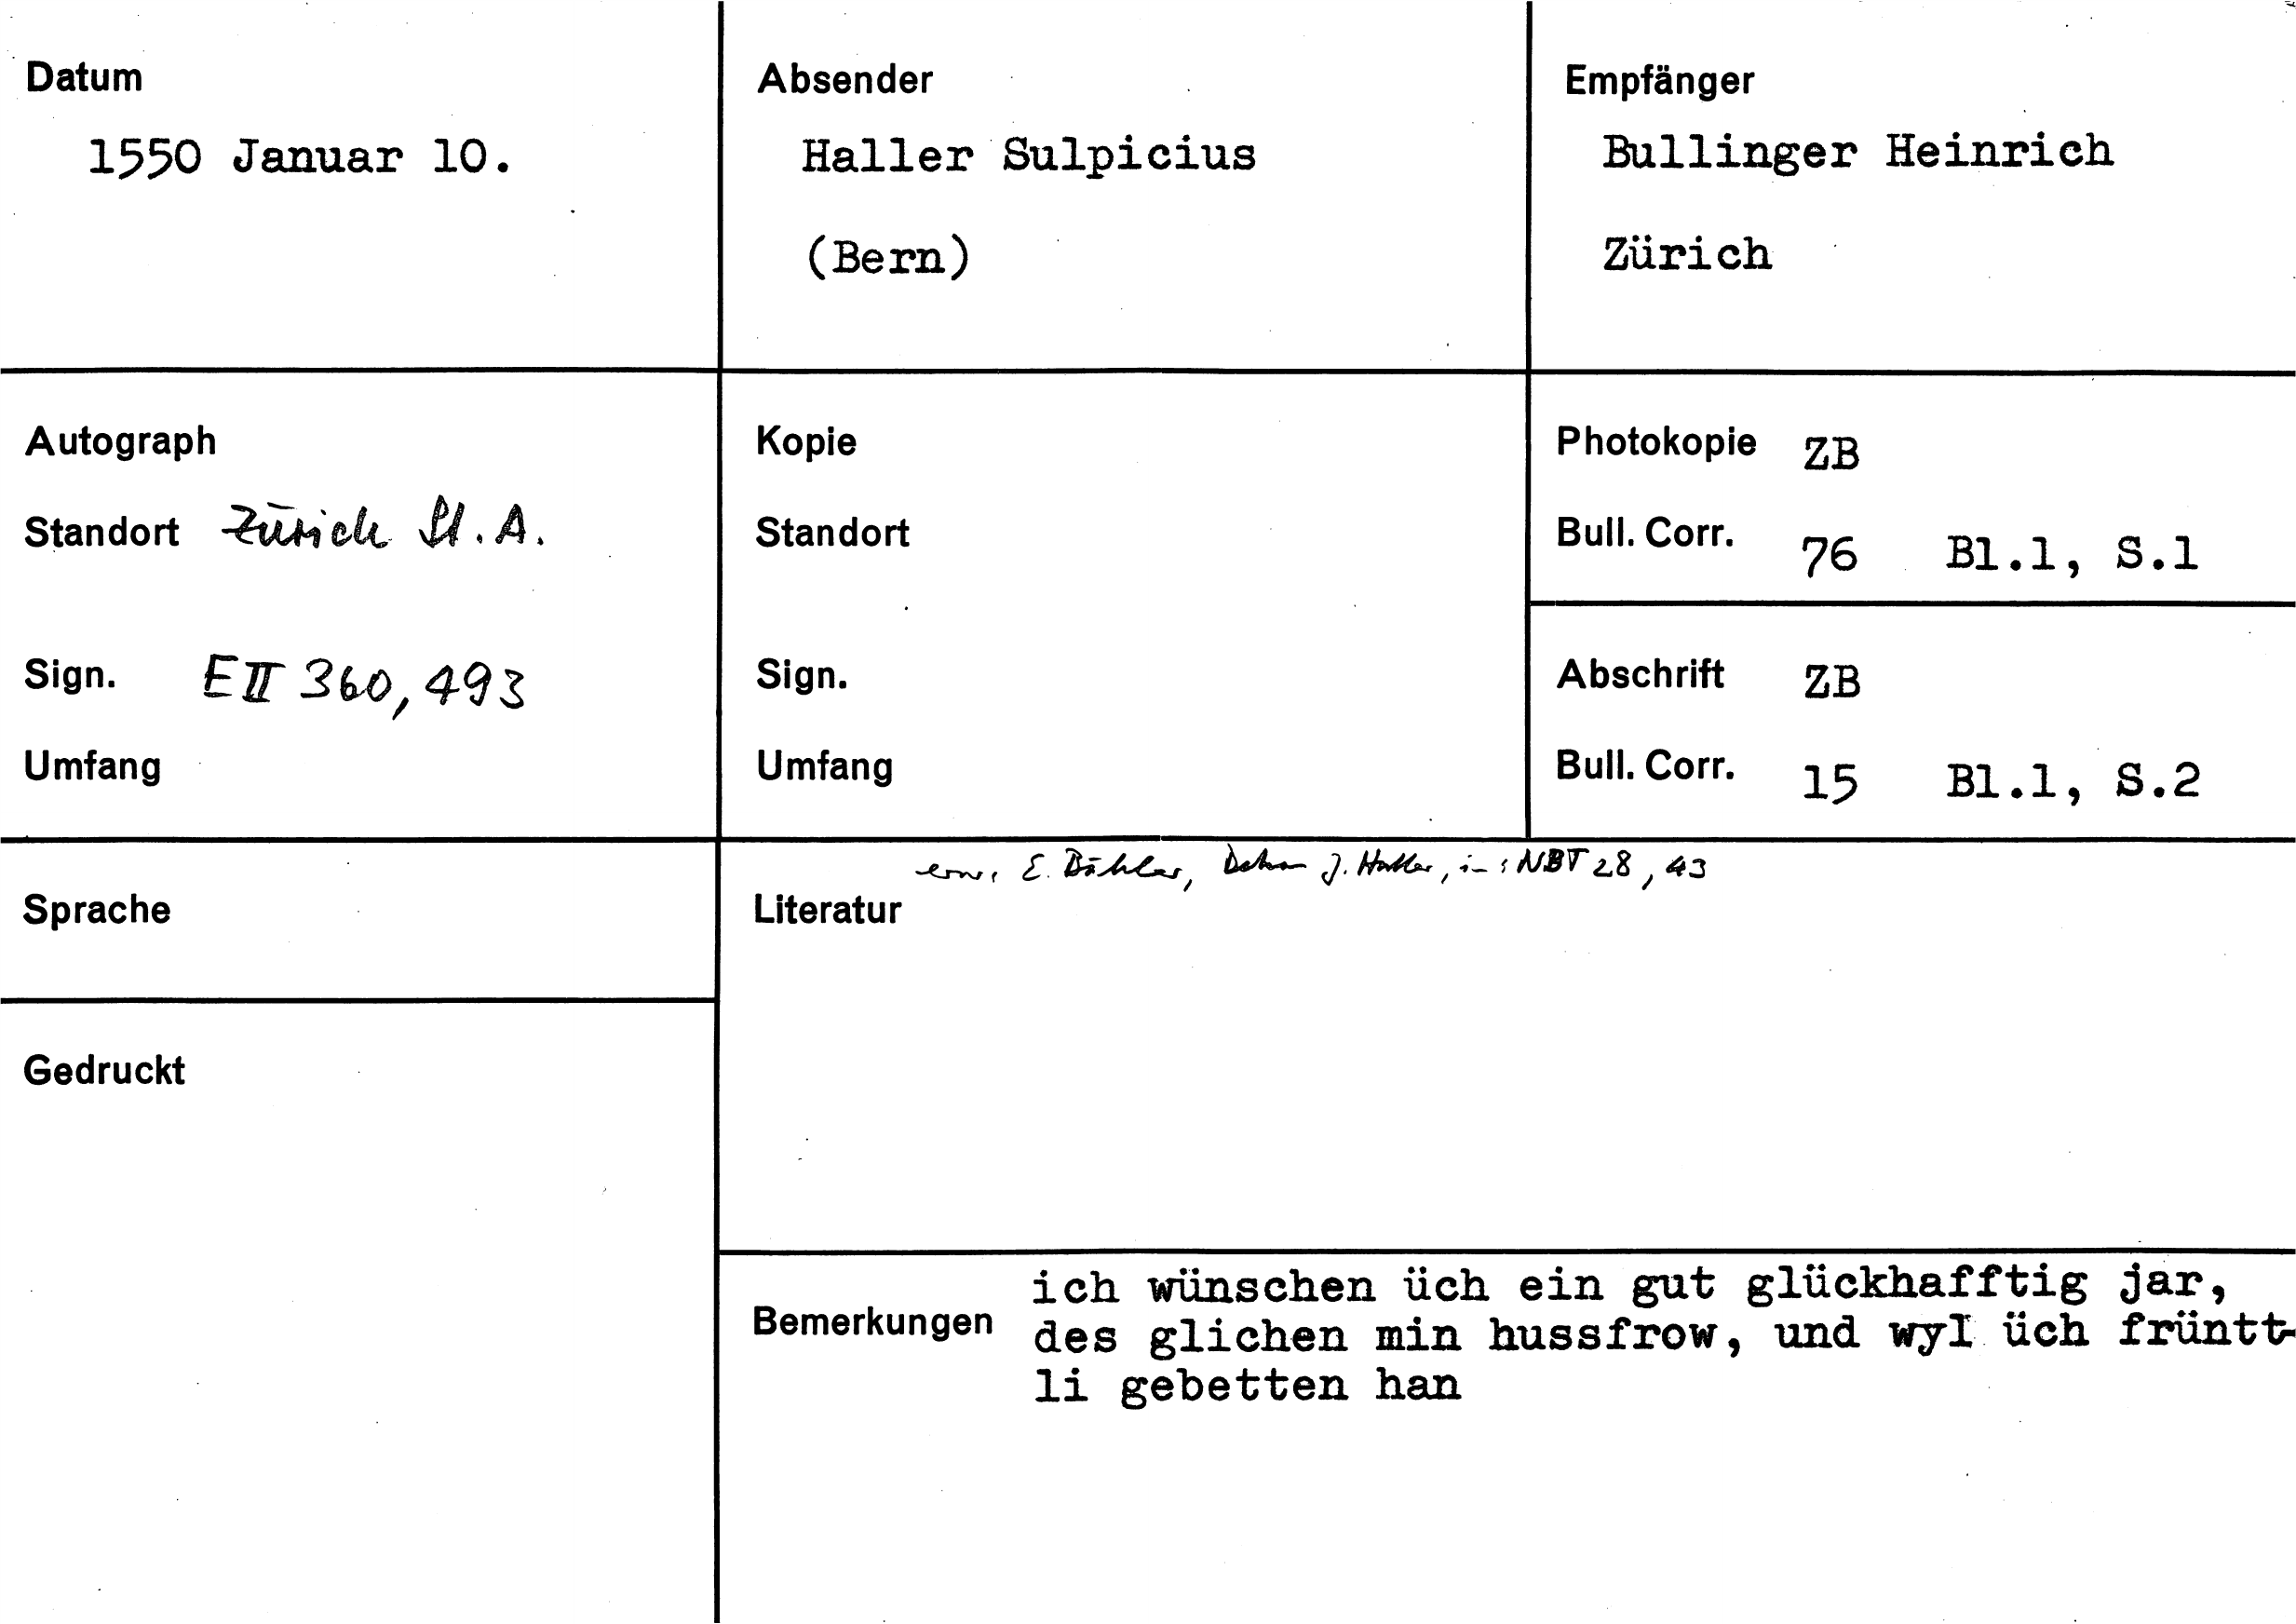 Datum
1550 Januar 10.
Absender
Haller Sulpicius
(Bern)
Empfänger
Bullinger Heinrich
Zürich
Autograph
Standort Zürich St. A.
Sign. E II 360, 493
Umfang
Kopie
Standort
Sign.
Umfang
Photokopie ZB
Bull. Corr. 76 Bl.1, S.1
Abschrift ZB
Bull. Corr. 15 Bl.1, S.2
Sprache
Gedruckt
erw. E. Bähler, Dekan J. Haller, in: NBT 28, 43
Literatur
Bemerkungen
ich wünschen üch ein gut glückhafftig jar,
des glichen min hussfrow, und wyl üch früntt-
li gebetten han